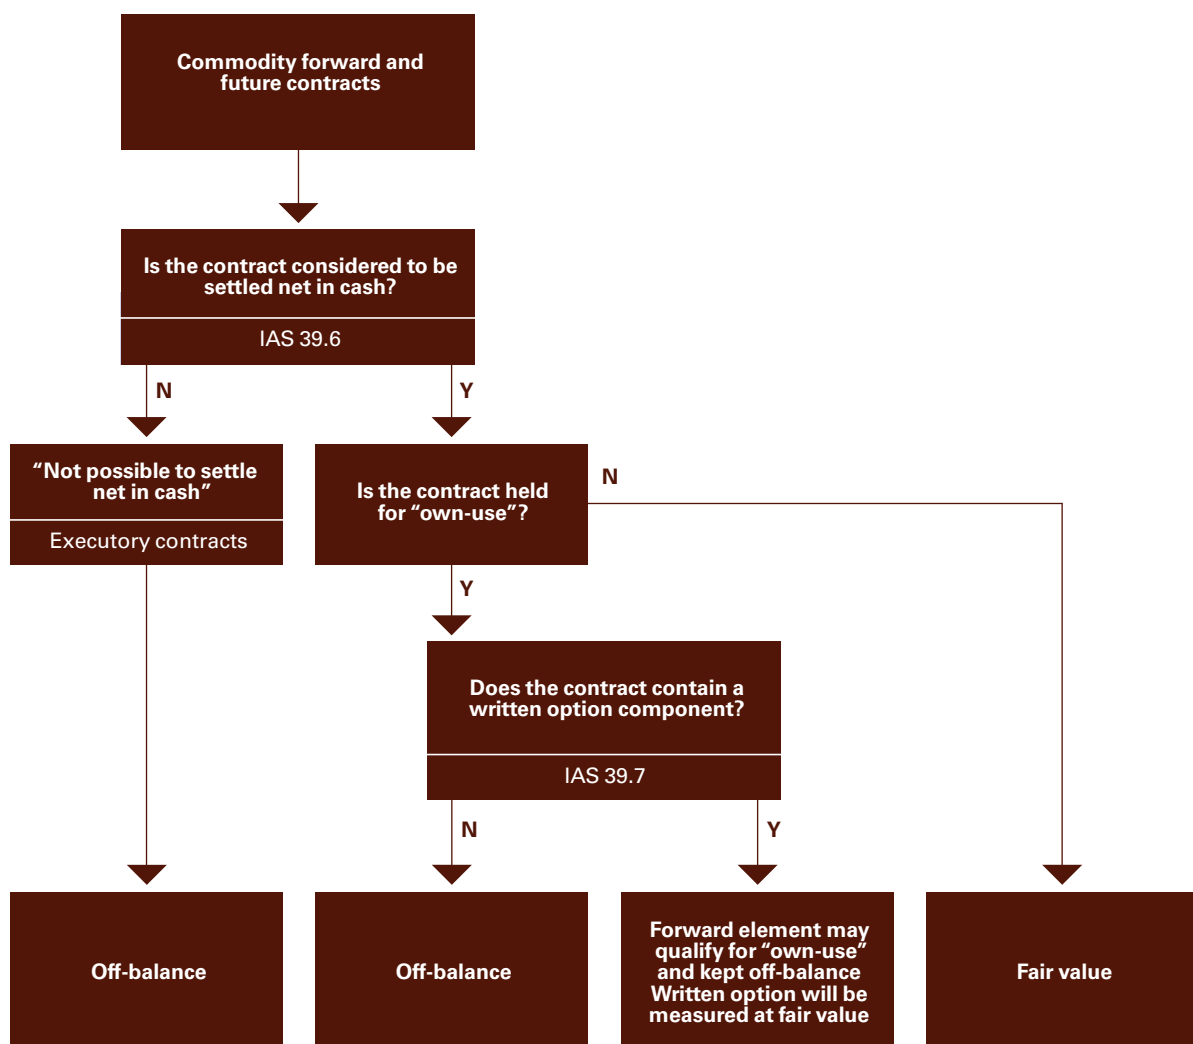 Commodity forward and
future contracts
Is the contract considered to be
settled net in cash?
IAS 39.6
N
Y
“Not possible to settle
net in cash”
Executory contracts
Is the contract held
for “own-use”?
N
Y
Does the contract contain a
written option component?
IAS 39.7
N
Y
Off-balance
Off-balance
Forward element may
qualify for “own-use”
and kept off-balance
Written option will be
measured at fair value
Fair value